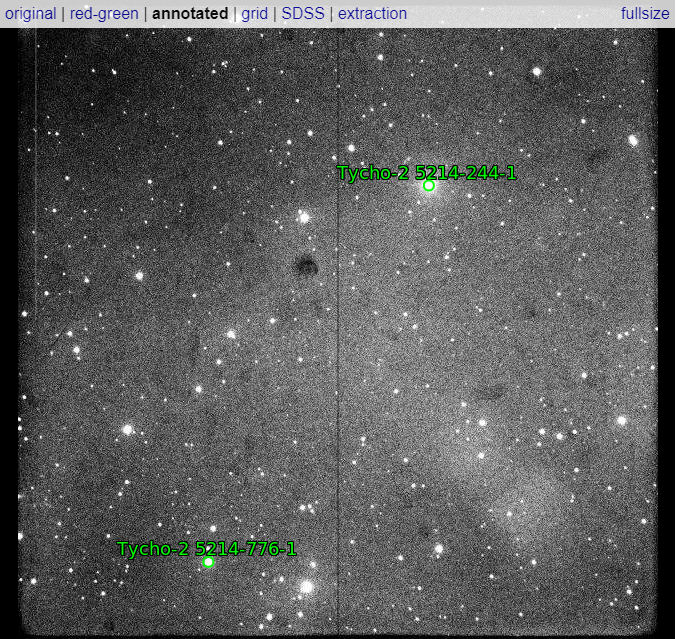 original | red-green | annotated | grid | SDSS | extraction fullsize
Tycho-2 5214-244-1
Tycho-2 5214-776-1